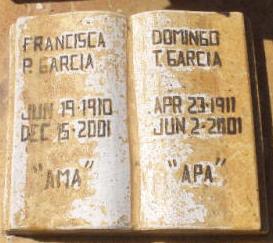 FRANCISCA
P. GARCIA
JUN 19-1910
DEC 15-2001
"AMA"
DOMINGO
T. GARCIA
APR 23-1911
JUN 2-2001
"APA"